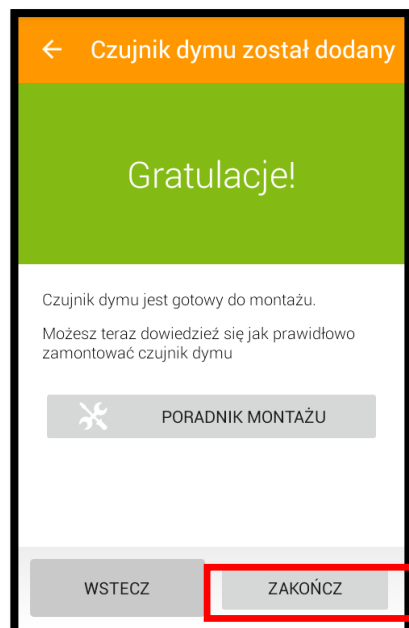 Czujnik dymu został dodany
Gratulacje!
Czujnik dymu jest gotowy do montażu.
Możesz teraz dowiedzieć się jak prawidłowo
zamontować czujnik dymu
PORADNIK MONTAŻU
WSTECZ
ZAKOŃCZ